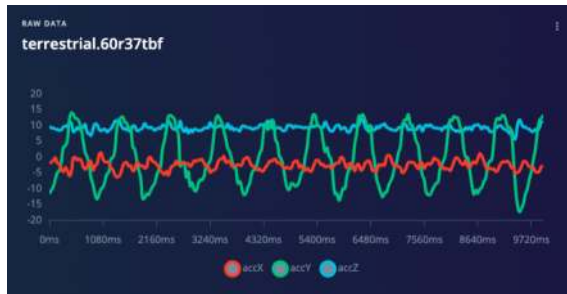 RAW DATA
terrestrial.60r37tbf
20
15
10
5
0
-5
-10
-15
-20
0ms 1080ms 2160ms 3240ms 4320ms 5400ms 6480ms 7560ms 8640ms 9720ms
accX accY accZ